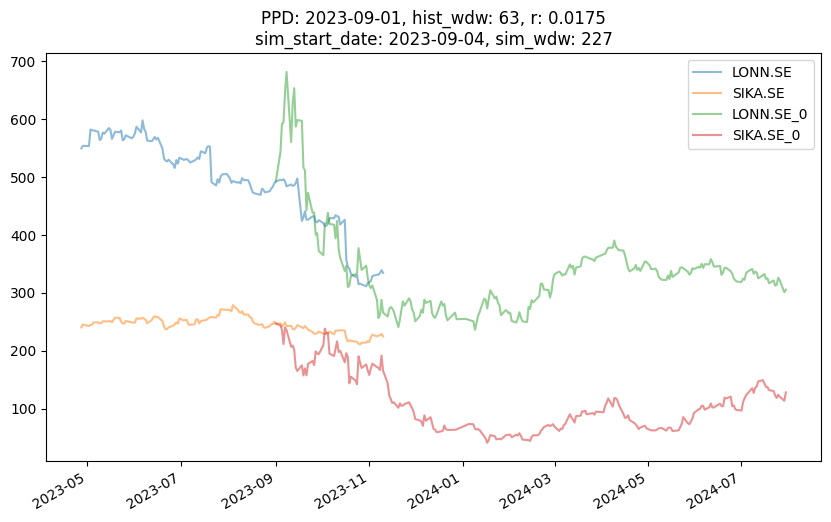 PPD: 2023-09-01, hist_wdw: 63, r: 0.0175
sim_start_date: 2023-09-04, sim_wdw: 227
LONN.SE
SIKA.SE
LONN.SE_0
SIKA.SE_0
700
600
500
400
300
200
100
2023-05
2023-07
2023-09
2023-11
2024-01
2024-03
2024-05
2024-07